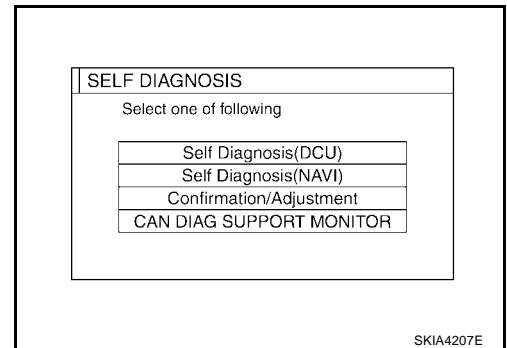 SELF DIAGNOSIS
Select one of following
Self Diagnosis(DCU)
Self Diagnosis(NAVI)
Confirmation/Adjustment
CAN DIAG SUPPORT MONITOR
SKIA4207E